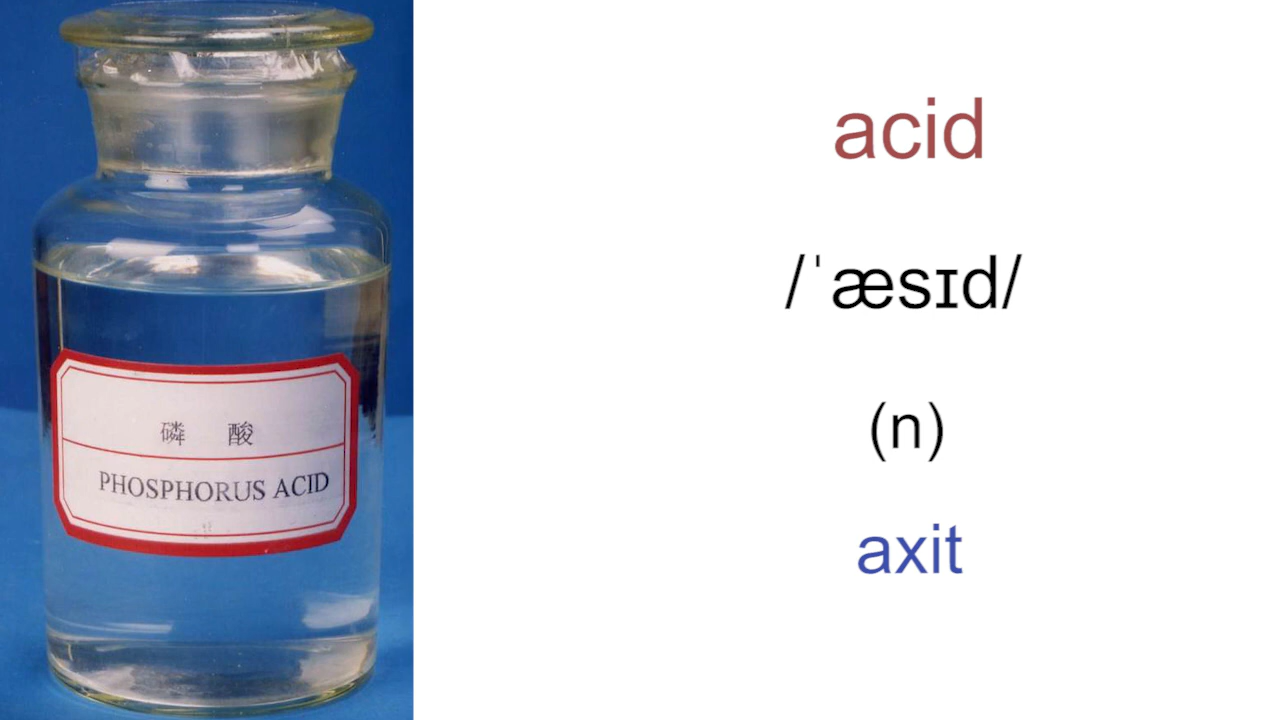 磷 酸
PHOSPHORUS ACID
acid
/ˈæsɪd/
(n)
axit